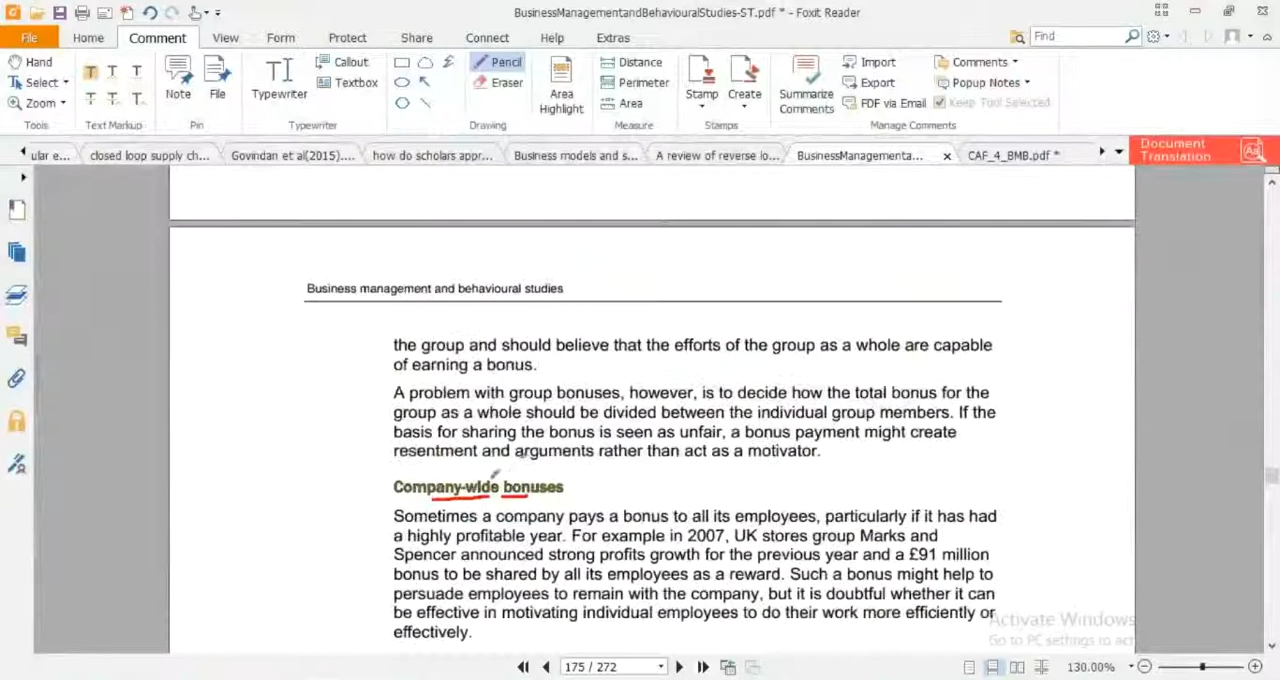 BusinessManagementandBehaviouralStudies-ST.pdf * - Foxit Reader
File Home Comment View Form Protect Share Connect Help Extras Find
Hand
Select
Zoom
Tools
Text Markup
Note
File
Pin
Typewriter
Callout
Textbox
Typewriter
Pencil
Eraser
Area
Highlight
Drawing
Distance
Perimeter
Area
Measure
Stamp
Create
Stamps
Summarize
Comments
Import
Export
FDF via Email
Comments
Popup Notes
Keep Tool Selected
Manage Comments
ular e... closed loop supply ch... Govindan et al(2015).... how do scholars appr... Business models and s... A review of reverse lo... BusinessManagementa... CAF_4_BMB.pdf *
Document
Translation
Business management and behavioural studies
the group and should believe that the efforts of the group as a whole are capable
of earning a bonus.
A problem with group bonuses, however, is to decide how the total bonus for the
group as a whole should be divided between the individual group members. If the
basis for sharing the bonus is seen as unfair, a bonus payment might create
resentment and arguments rather than act as a motivator.
Company-wide bonuses
Sometimes a company pays a bonus to all its employees, particularly if it has had
a highly profitable year. For example in 2007, UK stores group Marks and
Spencer announced strong profits growth for the previous year and a £91 million
bonus to be shared by all its employees as a reward. Such a bonus might help to
persuade employees to remain with the company, but it is doubtful whether it can
be effective in motivating individual employees to do their work more efficiently or
effectively.
Activate Windows
Go to PC settings to act
175 / 272
130.00%